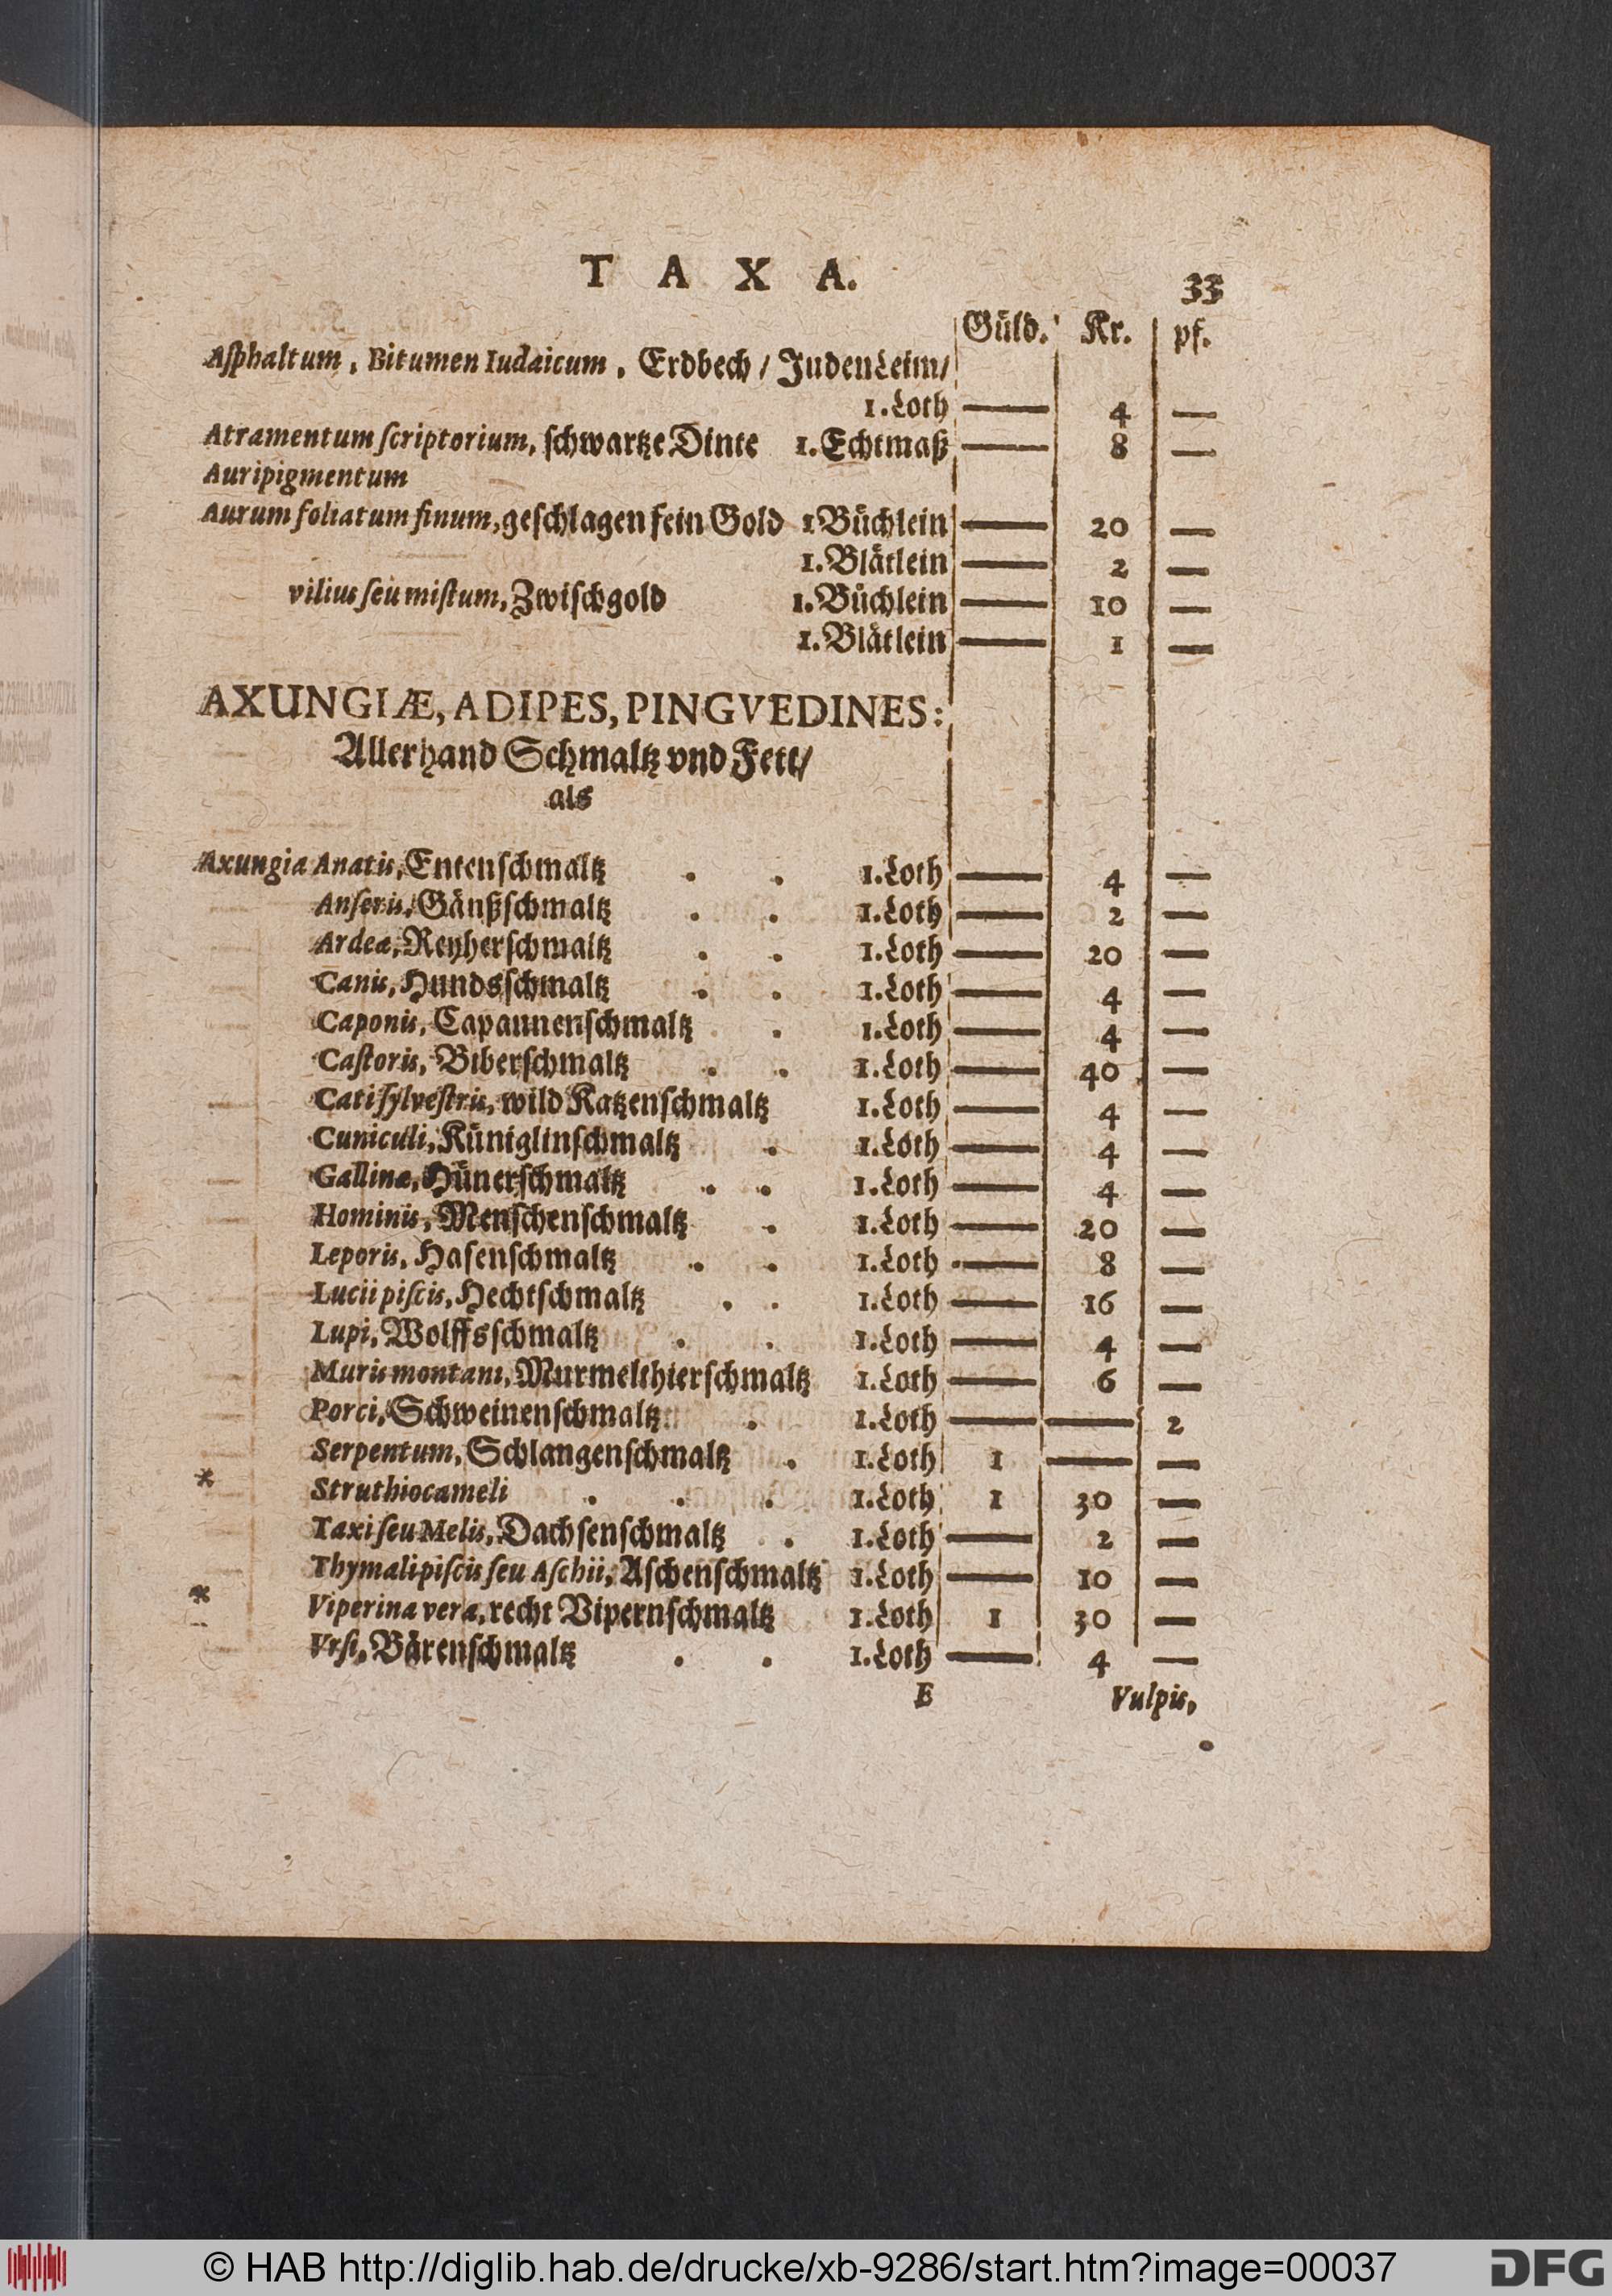 T A X A. 33
Güld. Kr. pf.
Aſphaltum, Bitumen Iudaicum, Erdbech / JudenLeim/
1. Loth — 4 —
Atramentum ſcriptorium, ſchwartze Dinte 1. Echtmaß — 8 —
Auripigmentum
Aurum foliatum finum, geſchlagen fein Gold 1 Büchlein — 20 —
1. Blätlein — 2 —
vilius ſeu miſtum, Zwiſchgold 1. Büchlein — 10 —
1. Blätlein — 1 —
AXUNGIÆ, ADIPES, PINGVEDINES:
Allerhand Schmaltz vnd Fett/
als
Axungia Anatis, Entenſchmaltz . . 1. Loth — 4 —
Anſeris, Gänßſchmaltz . . 1. Loth — 2 —
Ardeæ, Reyherſchmaltz . . 1. Loth — 20 —
Canis, Hundsſchmaltz . . 1. Loth — 4 —
Caponis, Capaunenſchmaltz . 1. Loth — 4 —
Caſtoris, Biberſchmaltz . . 1. Loth — 40 —
Cati ſylveſtris, wild Katzenſchmaltz 1. Loth — 4 —
Cuniculi, Küniglinſchmaltz . 1. Loth — 4 —
Gallinæ, Hünerſchmaltz . . 1. Loth — 4 —
Hominis, Menſchenſchmaltz . 1. Loth — 20 —
Leporis, Haſenſchmaltz . . 1. Loth — 8 —
Lucii piſcis, Hechtſchmaltz . . 1. Loth — 16 —
Lupi, Wolffsſchmaltz . . 1. Loth — 4 —
Muris montani, Murmelthierſchmaltz 1. Loth — 6 —
Porci, Schweinenſchmaltz . 1. Loth — — 2
Serpentum, Schlangenſchmaltz . 1. Loth 1 — —
* Struthiocameli . . . 1. Loth 1 30 —
Taxi ſeu Melis, Dachſenſchmaltz . 1. Loth — 2 —
Thymali piſcis ſeu Aſchii, Aſchenſchmaltz 1. Loth — 10 —
* Viperina vera, recht Vipernſchmaltz 1. Loth 1 30 —
Vrſi, Bärenſchmaltz . . 1. Loth — 4 —
E Vulpis,
© HAB http://diglib.hab.de/drucke/xb-9286/start.htm?image=00037 DFG